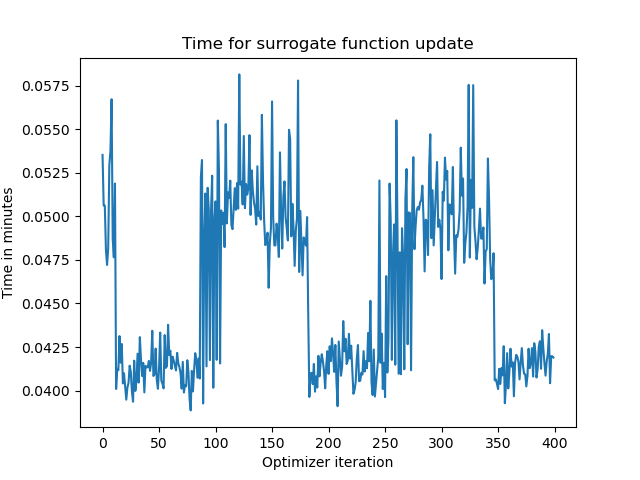 Time for surrogate function update
0.0575
0.0550
0.0525
0.0500
0.0475
0.0450
0.0425
0.0400
Time in minutes
0 50 100 150 200 250 300 350 400
Optimizer iteration